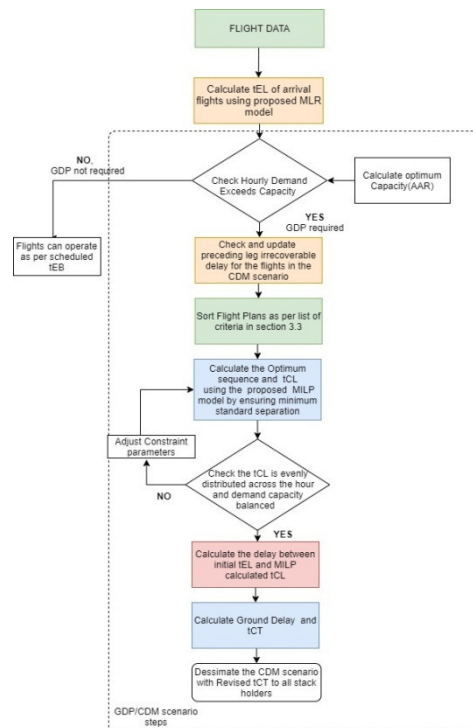 FLIGHT DATA
Calculate tEL of arrival
flights using proposed MLR
model
NO,
GDP not required
Check Hourly Demand
Exceeds Capacity
Calculate optimum
Capacity(AAR)
YES
GDP required
Flights can operate
as per scheduled
tEB
Check and update
preceding leg irrecoverable
delay for the flights in the
CDM scenario
Sort Flight Plans as per list of
criteria in section 3.3
Calculate the Optimum
sequence and tCL
using the proposed MILP
model by ensuring minimum
standard separation
Adjust Constraint
parameters
Check the tCL is evenly
distributed across the hour
and demand capacity
balanced
NO
YES
Calculate the delay between
initial tEL and MILP
calculated tCL
Calculate Ground Delay and
tCT
Dessimate the CDM scenario
with Revised tCT to all stack
holders
GDP/CDM scenario
steps